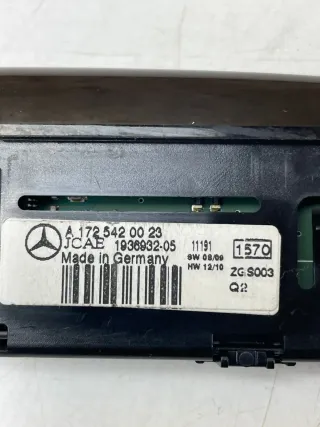 A 172 542 00 23
JCAE 1936932-05 11191 1570
Made in Germany SW 08/09 ZGS003
HW 12/10 Q2